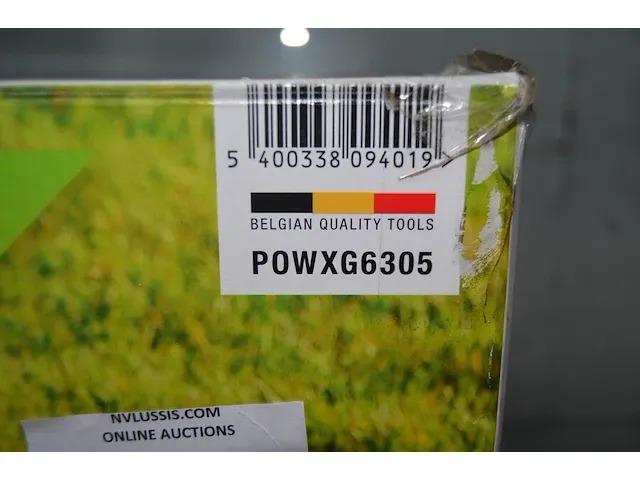 5 400338 094019
BELGIAN QUALITY TOOLS
POWXG6305
NVLUSSIS.COM
ONLINE AUCTIONS